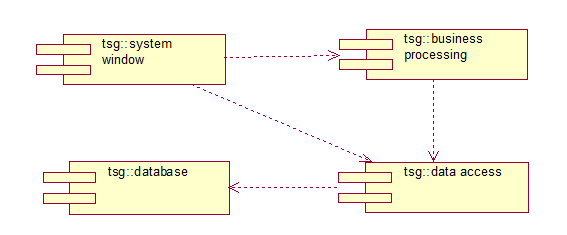 tsg::system
window
tsg::business
processing
tsg::database
tsg::data access